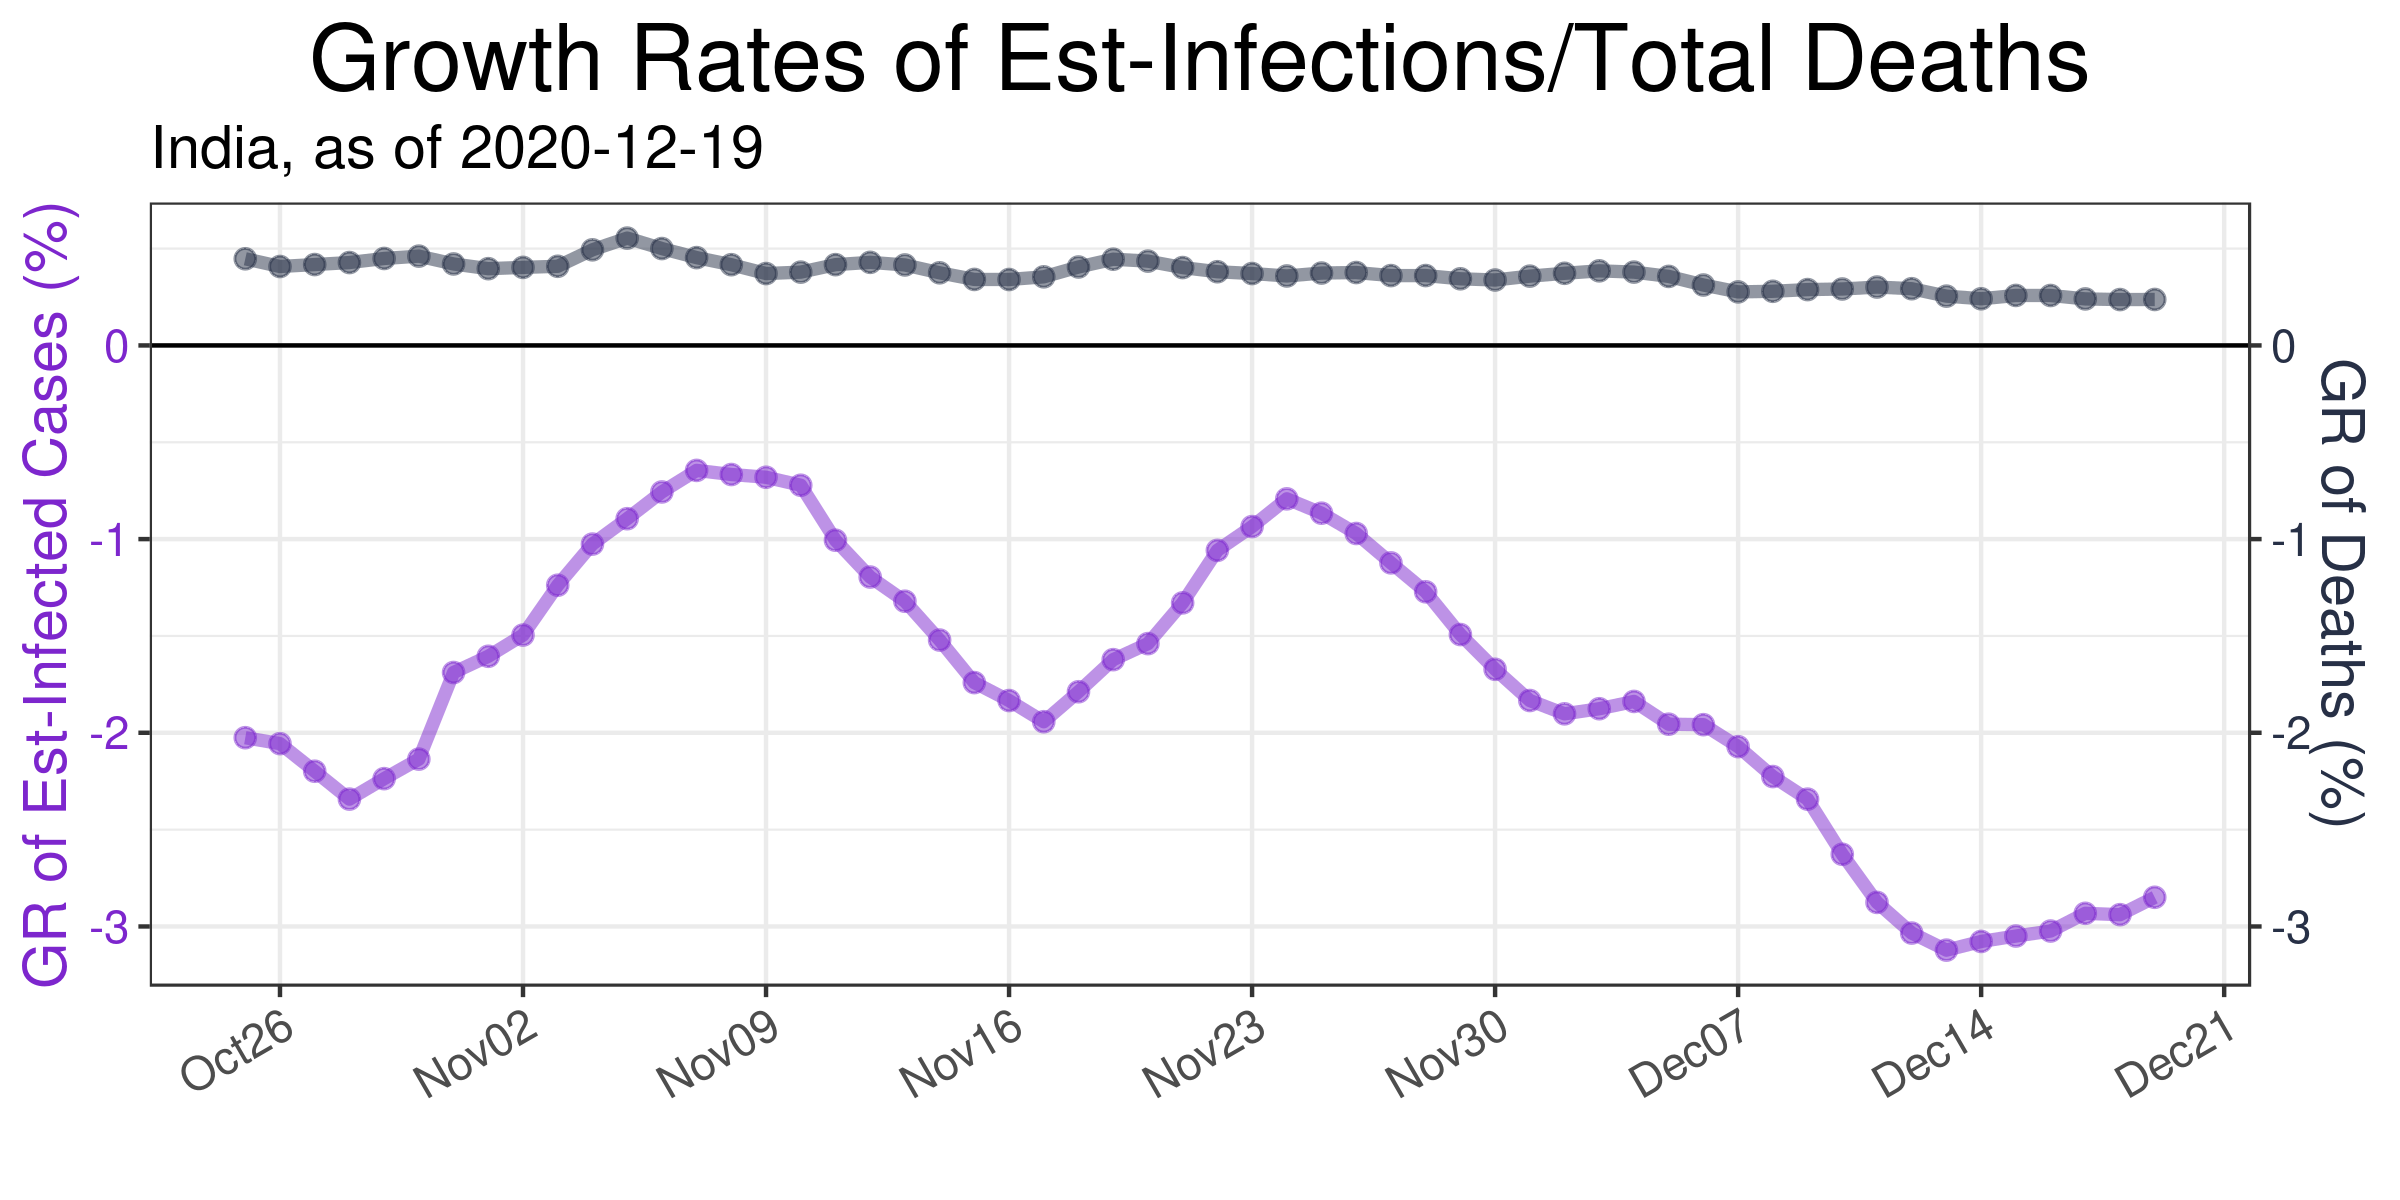 Growth Rates of Est-Infections/Total Deaths
India, as of 2020-12-19
GR of Est-Infected Cases (%)
0
-1
-2
-3
0
-1
-2
-3
GR of Deaths (%)
Oct26
Nov02
Nov09
Nov16
Nov23
Nov30
Dec07
Dec14
Dec21